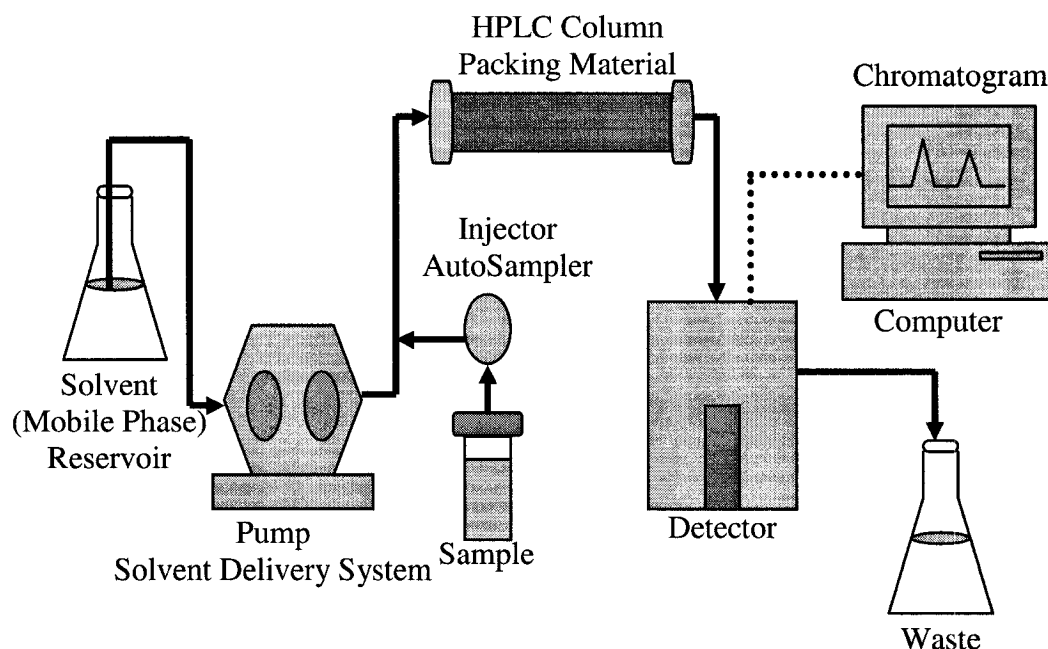 HPLC Column
Packing Material
Chromatogram
Injector
AutoSampler
Computer
Solvent
(Mobile Phase)
Reservoir
Pump
Solvent Delivery System
Sample
Detector
Waste